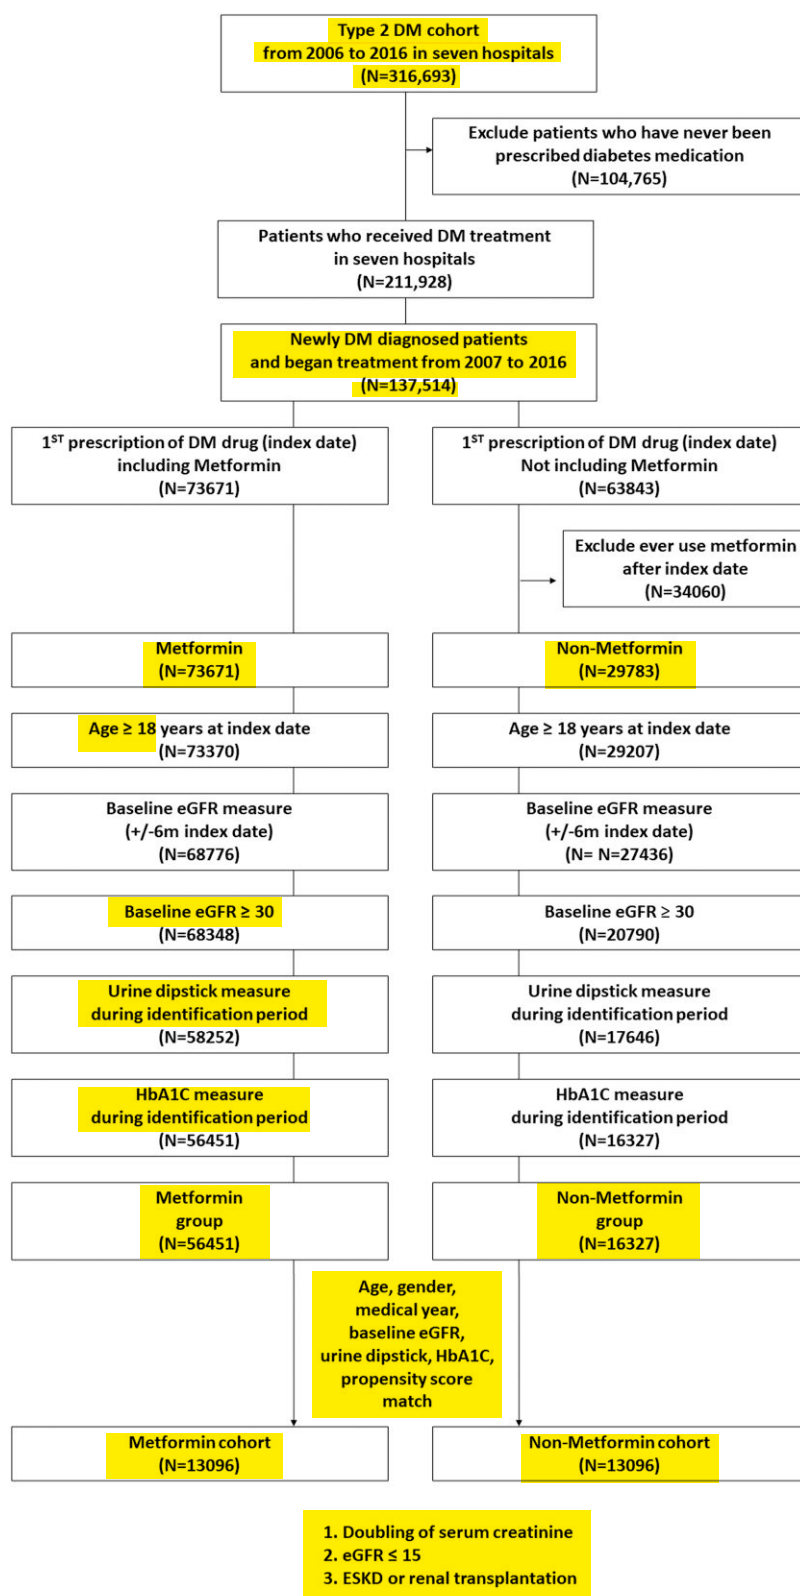 Type 2 DM cohort
from 2006 to 2016 in seven hospitals
(N=316,693)
Exclude patients who have never been
prescribed diabetes medication
(N=104,765)
Patients who received DM treatment
in seven hospitals
(N=211,928)
Newly DM diagnosed patients
and began treatment from 2007 to 2016
(N=137,514)
1ST prescription of DM drug (index date)
including Metformin
(N=73671)
1ST prescription of DM drug (index date)
Not including Metformin
(N=63843)
Exclude ever use metformin
after index date
(N=34060)
Metformin
(N=73671)
Non-Metformin
(N=29783)
Age ≥ 18 years at index date
(N=73370)
Age ≥ 18 years at index date
(N=29207)
Baseline eGFR measure
(+/-6m index date)
(N=68776)
Baseline eGFR measure
(+/-6m index date)
(N= N=27436)
Baseline eGFR ≥ 30
(N=68348)
Baseline eGFR ≥ 30
(N=20790)
Urine dipstick measure
during identification period
(N=58252)
Urine dipstick measure
during identification period
(N=17646)
HbA1C measure
during identification period
(N=56451)
HbA1C measure
during identification period
(N=16327)
Metformin
group
(N=56451)
Non-Metformin
group
(N=16327)
Age, gender,
medical year,
baseline eGFR,
urine dipstick, HbA1C,
propensity score
match
Metformin cohort
(N=13096)
Non-Metformin cohort
(N=13096)
1. Doubling of serum creatinine
2. eGFR ≤ 15
3. ESKD or renal transplantation